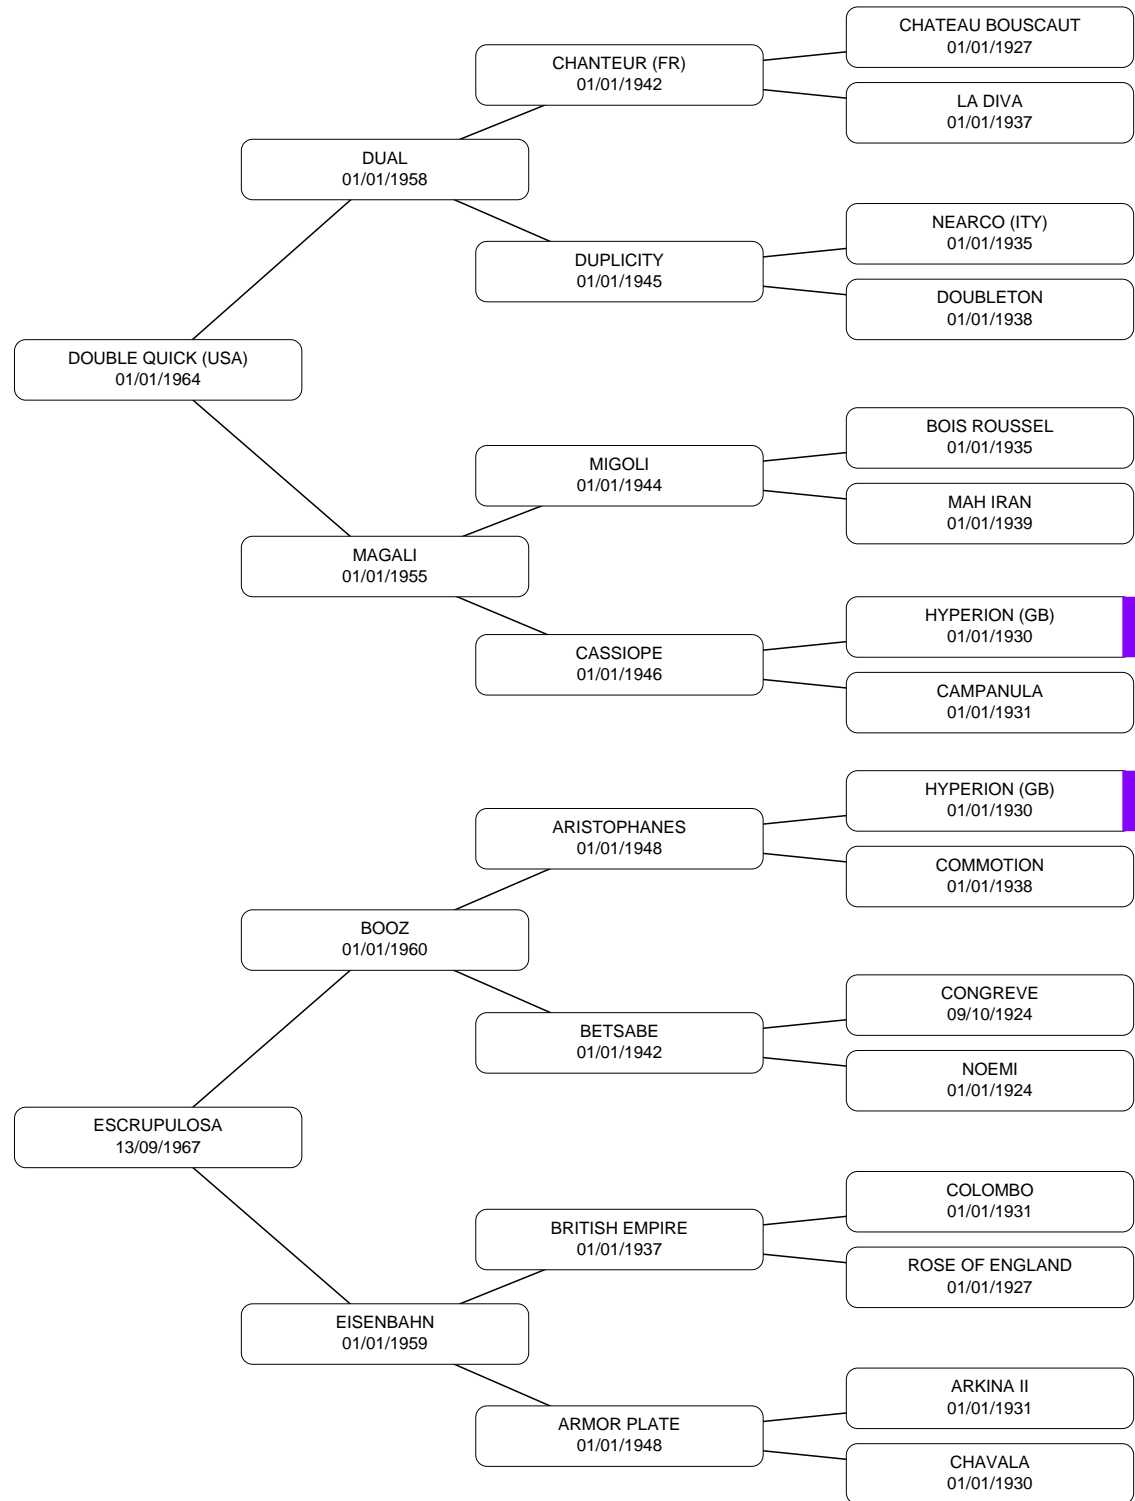 CHATEAU BOUSCAUT
01/01/1927
CHANTEUR (FR)
01/01/1942
LA DIVA
01/01/1937
DUAL
01/01/1958
NEARCO (ITY)
01/01/1935
DUPLICITY
01/01/1945
DOUBLETON
01/01/1938
DOUBLE QUICK (USA)
01/01/1964
BOIS ROUSSEL
01/01/1935
MIGOLI
01/01/1944
MAH IRAN
01/01/1939
MAGALI
01/01/1955
HYPERION (GB)
01/01/1930
CASSIOPE
01/01/1946
CAMPANULA
01/01/1931
HYPERION (GB)
01/01/1930
ARISTOPHANES
01/01/1948
COMMOTION
01/01/1938
BOOZ
01/01/1960
CONGREVE
09/10/1924
BETSABE
01/01/1942
NOEMI
01/01/1924
ESCRUPULOSA
13/09/1967
COLOMBO
01/01/1931
BRITISH EMPIRE
01/01/1937
ROSE OF ENGLAND
01/01/1927
EISENBAHN
01/01/1959
ARKINA II
01/01/1931
ARMOR PLATE
01/01/1948
CHAVALA
01/01/1930